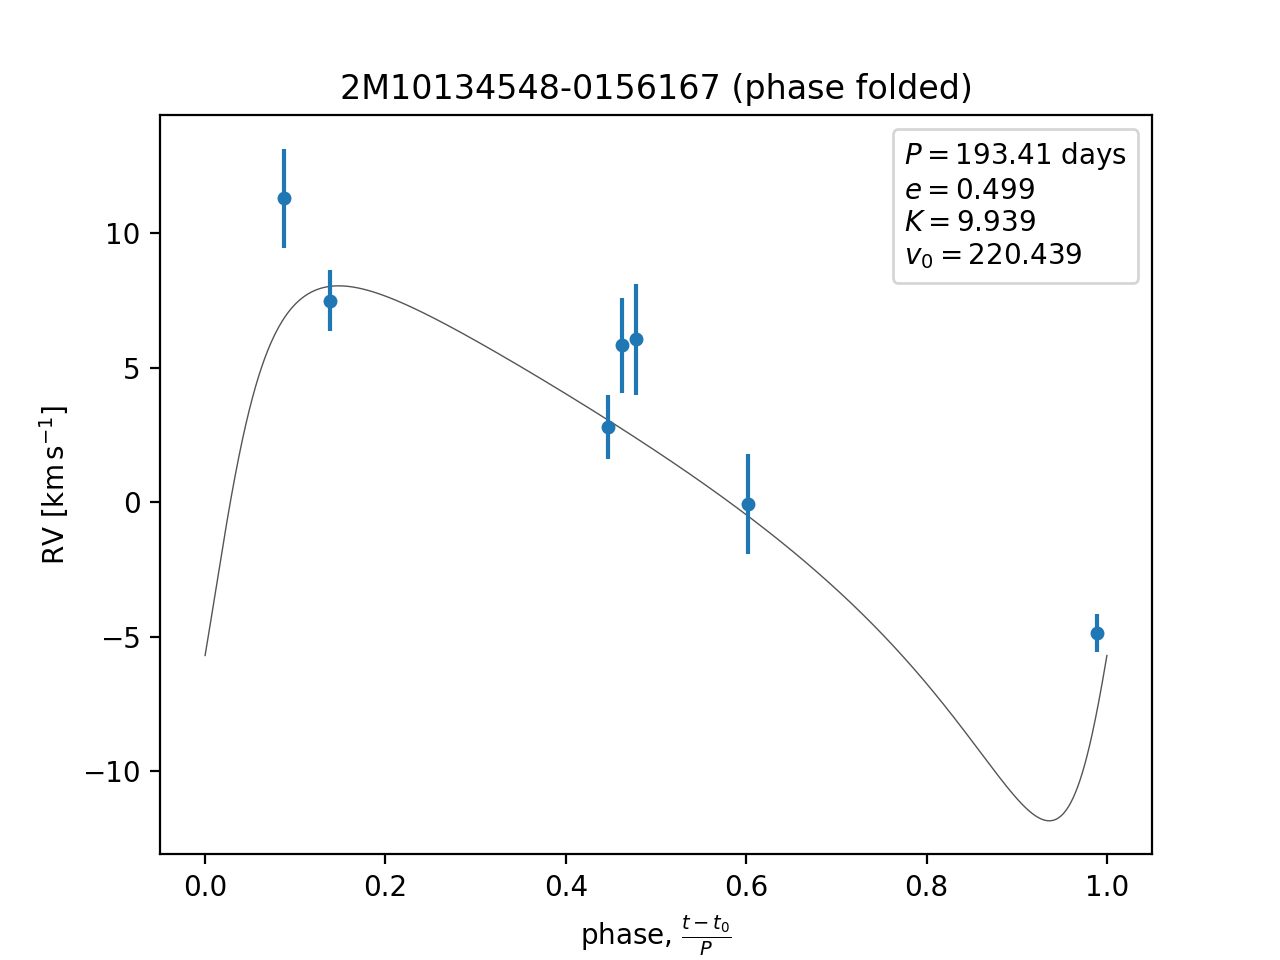 2M10134548-0156167 (phase folded)
P = 193.41 days
e = 0.499
K = 9.939
v₀ = 220.439
RV [km s⁻¹]
10
5
0
−5
−10
0.0 0.2 0.4 0.6 0.8 1.0
phase, (t − t₀)/P